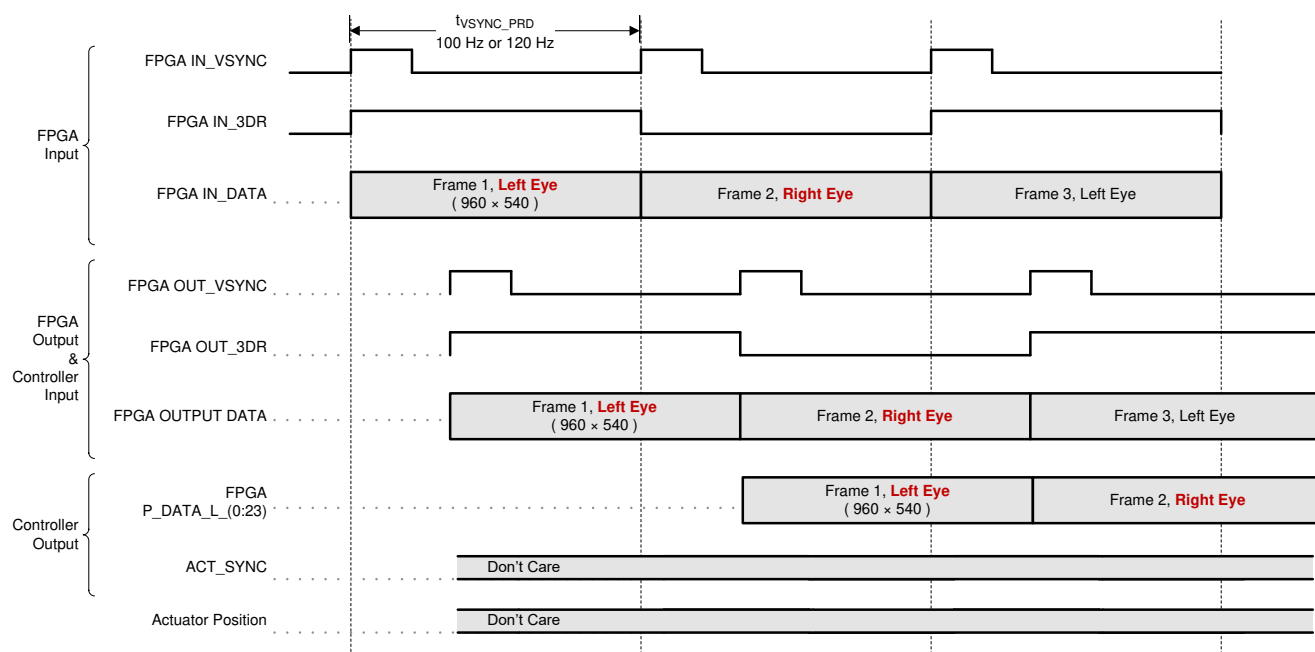 tVSYNC_PRD
100 Hz or 120 Hz
FPGA IN_VSYNC
FPGA IN_3DR
FPGA
Input
FPGA IN_DATA
Frame 1, Left Eye
( 960 × 540 )
Frame 2, Right Eye
Frame 3, Left Eye
FPGA OUT_VSYNC
FPGA
Output
&
Controller
Input
FPGA OUT_3DR
FPGA OUTPUT DATA
Frame 1, Left Eye
( 960 × 540 )
Frame 2, Right Eye
Frame 3, Left Eye
Controller
Output
FPGA
P_DATA_L_(0:23)
Frame 1, Left Eye
( 960 × 540 )
Frame 2, Right Eye
ACT_SYNC
Don't Care
Actuator Position
Don't Care